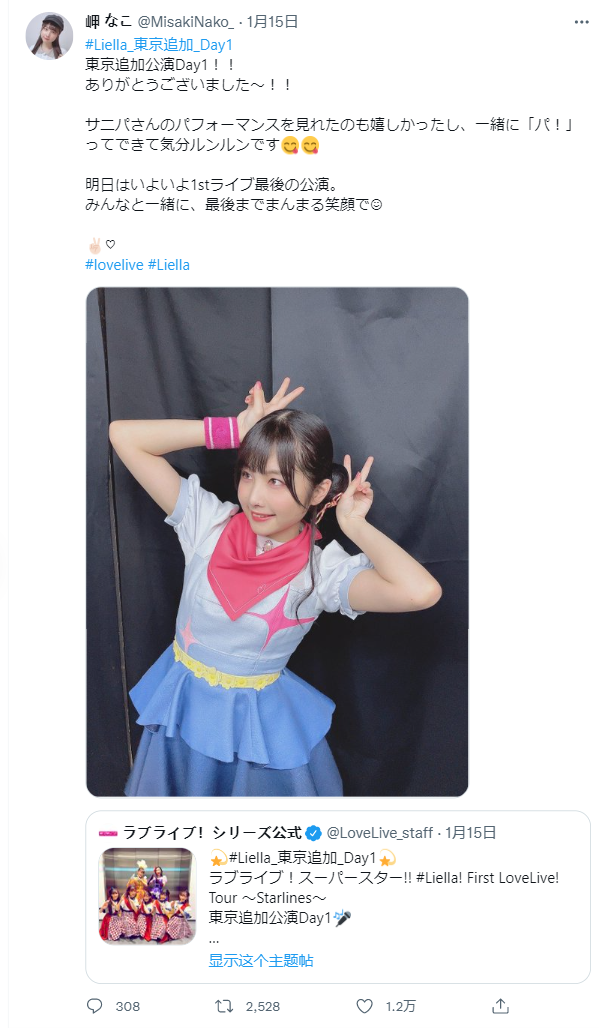 岬 なこ @MisakiNako_ · 1月15日
#Liella_東京追加_Day1
東京追加公演Day1！！
ありがとうございました〜！！
サニパさんのパフォーマンスを見れたのも嬉しかったし、一緒に「パ！」
ってできて気分ルンルンです😋😋
明日はいよいよ1stライブ最後の公演。
みんなと一緒に、最後までまんまる笑顔で☺
✌🏻♡
#lovelive #Liella
ラブライブ！シリーズ公式 @LoveLive_staff · 1月15日
💫#Liella_東京追加_Day1💫
ラブライブ！スーパースター!! #Liella! First LoveLive!
Tour 〜Starlines〜
東京追加公演Day1🎤
...
显示这个主题帖
308 2,528 1.2万